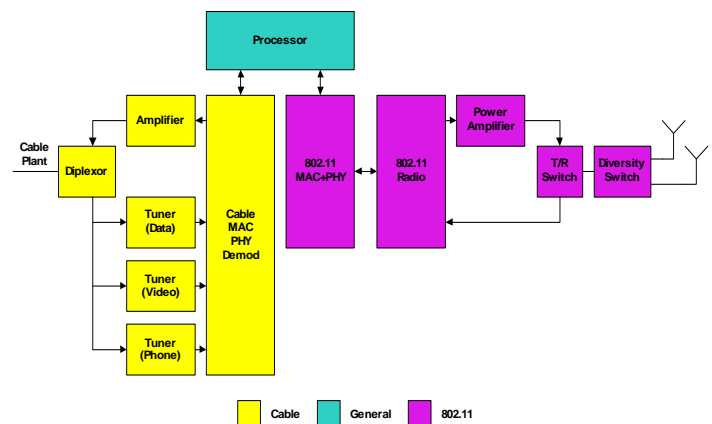 Processor
Amplifier
Power
Amplifier
Cable
Plant
Diplexor
802.11
MAC+PHY
802.11
Radio
T/R
Switch
Diversity
Switch
Tuner
(Data)
Cable
MAC
PHY
Demod
Tuner
(Video)
Tuner
(Phone)
Cable
General
802.11